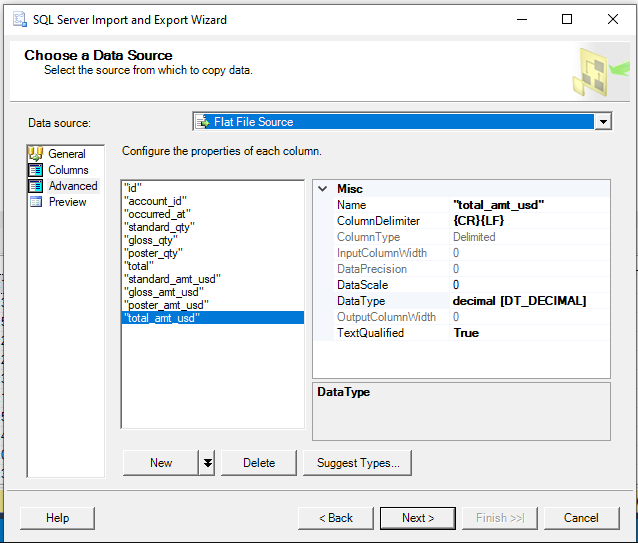 SQL Server Import and Export Wizard
Choose a Data Source
Select the source from which to copy data.
Data source:
Flat File Source
General
Columns
Advanced
Preview
Configure the properties of each column.
"id"
"account_id"
"occurred_at"
"standard_qty"
"gloss_qty"
"poster_qty"
"total"
"standard_amt_usd"
"gloss_amt_usd"
"poster_amt_usd"
"total_amt_usd"
Misc
Name "total_amt_usd"
ColumnDelimiter {CR}{LF}
ColumnType Delimited
InputColumnWidth 0
DataPrecision 0
DataScale 0
DataType decimal [DT_DECIMAL]
OutputColumnWidth 0
TextQualified True
DataType
New
Delete
Suggest Types...
Help
< Back
Next >
Finish >>|
Cancel